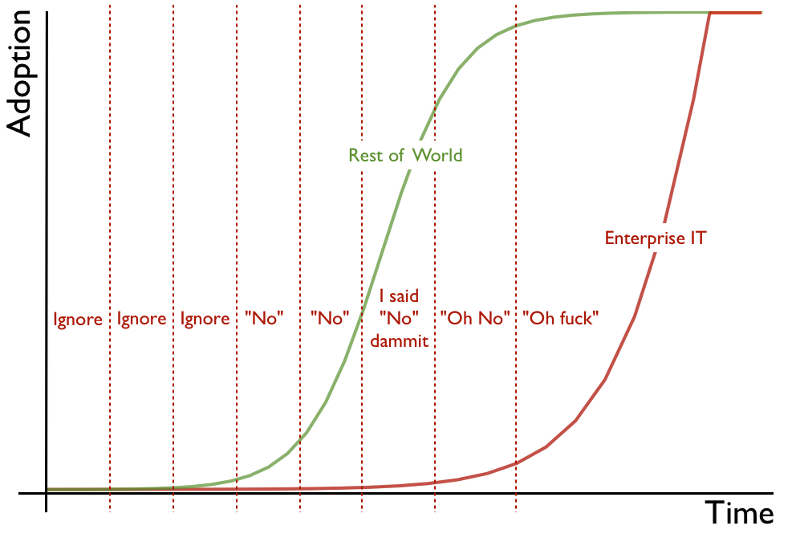 Adoption
Rest of World
Enterprise IT
Ignore
Ignore
Ignore
"No"
"No"
I said
"No"
dammit
"Oh No"
"Oh fuck"
Time